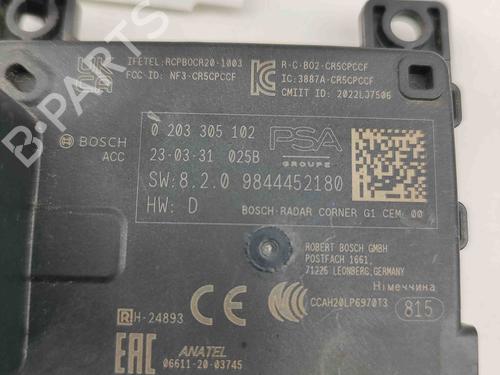 IFETEL: RCPBOCR20-1003
FCC ID: NF3-CR5CPCCF
R-C-BO2-CR5CPCCF
IC: 3887A-CR5CPCCF
CMIIT ID: 2022LJ7506
BOSCH
ACC
0 203 305 102
23-03-31 025B
PSA
GROUPE
SW:8.2.0 9844452180
HW: D
BOSCH-RADAR CORNER G1 CEM 00
ROBERT BOSCH GMBH
POSTFACH 1661,
71226 LEONBERG, GERMANY
Німеччина
CCAH20LP6970T3
815
R H-24893
CE
CCC
EAC
ANATEL
06611-20-03745
B-PARTS